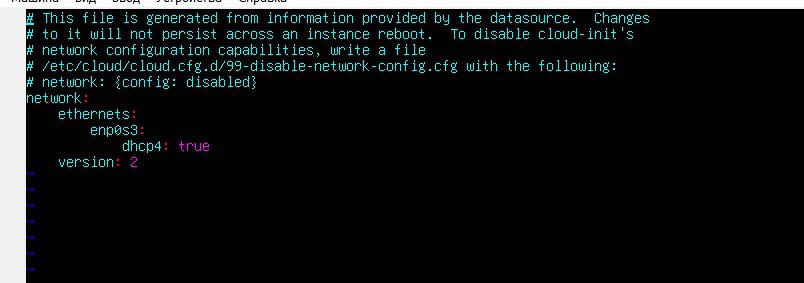 Машина Вид Ввод Устройства Справка
# This file is generated from information provided by the datasource.  Changes
# to it will not persist across an instance reboot.  To disable cloud-init's
# network configuration capabilities, write a file
# /etc/cloud/cloud.cfg.d/99-disable-network-config.cfg with the following:
# network: {config: disabled}
network:
    ethernets:
        enp0s3:
            dhcp4: true
    version: 2
~
~
~
~
~
~
~